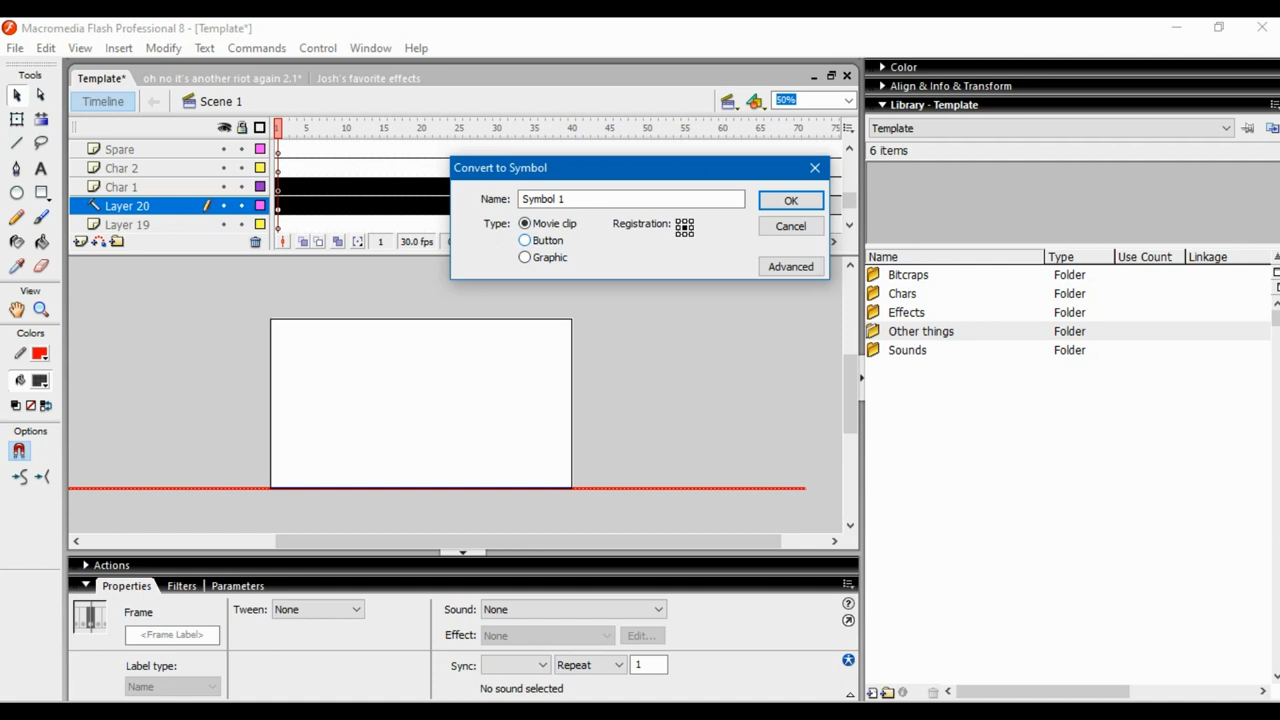 Macromedia Flash Professional 8 - [Template*]
File Edit View Insert Modify Text Commands Control Window Help
Tools
View
Colors
Options
Template* oh no it's another riot again 2.1* Josh's favorite effects
Timeline Scene 1 50%
1 5 10 15 20 25 30 35 40 45 50 55 60 65 70 75
Spare
Char 2
Char 1
Layer 20
Layer 19
1 30.0 fps
Convert to Symbol
Name: Symbol 1 OK
Type: Movie clip Registration: Cancel
Button
Graphic
Advanced
Actions
Properties Filters Parameters
Frame Tween: None Sound: None
<Frame Label> Effect: None Edit...
Label type: Sync: Repeat 1
Name No sound selected
Color
Align & Info & Transform
Library - Template
Template
6 items
Name Type Use Count Linkage
Bitcraps Folder
Chars Folder
Effects Folder
Other things Folder
Sounds Folder